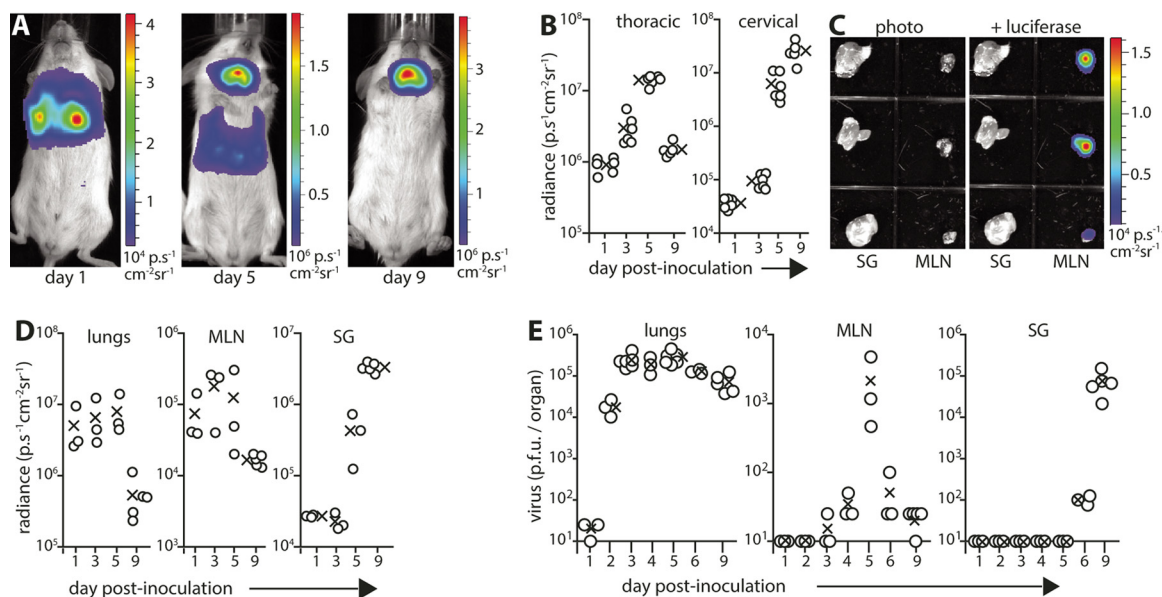 A
4
3
2
1
10⁴ p.s⁻¹
cm⁻²sr⁻¹
day 1
1.5
1.0
0.5
10⁶ p.s⁻¹
cm⁻²sr⁻¹
day 5
3
2
1
10⁶ p.s⁻¹
cm⁻²sr⁻¹
day 9
B
thoracic
cervical
radiance (p.s⁻¹cm⁻²sr⁻¹)
10⁸
10⁷
10⁶
10⁵
1 3 5 9
10⁸
10⁷
10⁶
10⁵
10⁴
1 3 5 9
day post-inoculation
C
photo
+ luciferase
SG MLN SG MLN
1.5
1.0
0.5
10⁴ p.s⁻¹
cm⁻²sr⁻¹
D
lungs
MLN
SG
radiance (p.s⁻¹cm⁻²sr⁻¹)
10⁸
10⁷
10⁶
10⁵
1 3 5 9
10⁶
10⁵
10⁴
10³
1 3 5 9
10⁷
10⁶
10⁵
10⁴
1 3 5 9
day post-inoculation
E
lungs
MLN
SG
virus (p.f.u. / organ)
10⁶
10⁵
10⁴
10³
10²
10¹
1 2 3 4 5 6 9
10⁴
10³
10²
10¹
1 2 3 4 5 6 9
10⁶
10⁵
10⁴
10³
10²
10¹
1 2 3 4 5 6 9
day post-inoculation